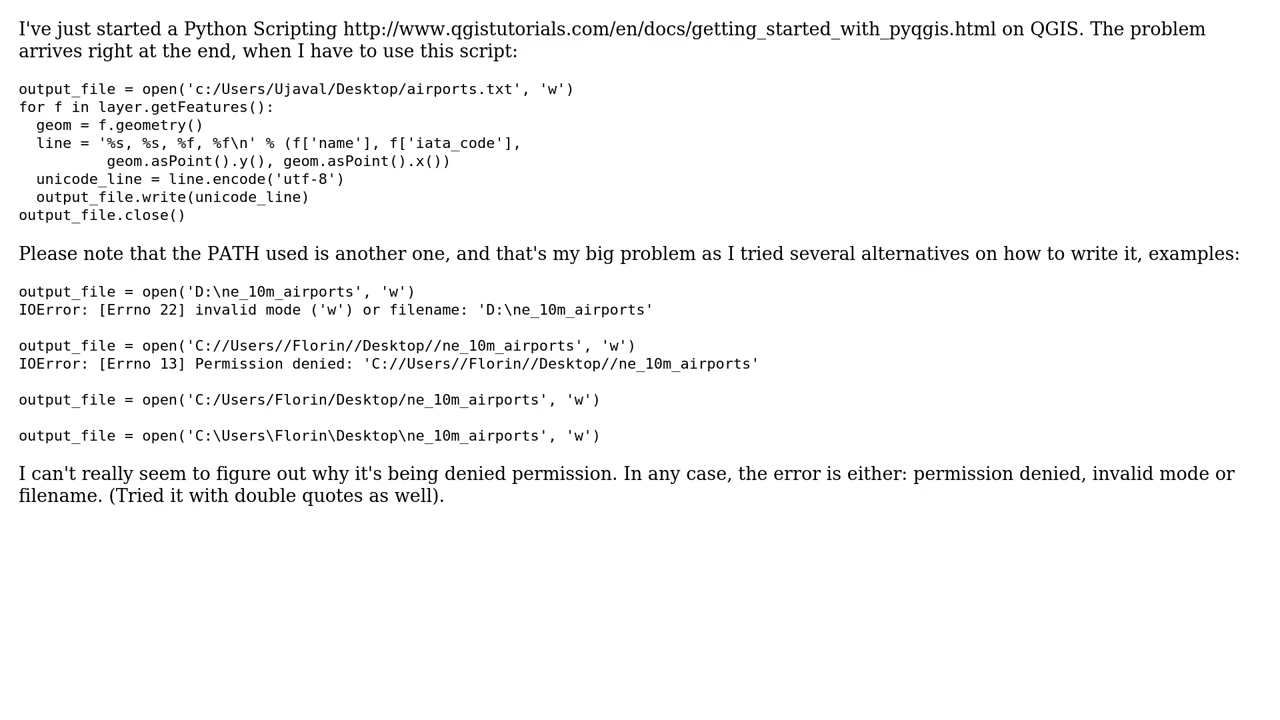 I've just started a Python Scripting http://www.qgistutorials.com/en/docs/getting_started_with_pyqgis.html on QGIS. The problem
arrives right at the end, when I have to use this script:
output_file = open('c:/Users/Ujaval/Desktop/airports.txt', 'w')
for f in layer.getFeatures():
  geom = f.geometry()
  line = '%s, %s, %f, %f\n' % (f['name'], f['iata_code'],
          geom.asPoint().y(), geom.asPoint().x())
  unicode_line = line.encode('utf-8')
  output_file.write(unicode_line)
output_file.close()
Please note that the PATH used is another one, and that's my big problem as I tried several alternatives on how to write it, examples:
output_file = open('D:\ne_10m_airports', 'w')
IOError: [Errno 22] invalid mode ('w') or filename: 'D:\ne_10m_airports'
output_file = open('C://Users//Florin//Desktop//ne_10m_airports', 'w')
IOError: [Errno 13] Permission denied: 'C://Users//Florin//Desktop//ne_10m_airports'
output_file = open('C:/Users/Florin/Desktop/ne_10m_airports', 'w')
output_file = open('C:\Users\Florin\Desktop\ne_10m_airports', 'w')
I can't really seem to figure out why it's being denied permission. In any case, the error is either: permission denied, invalid mode or
filename. (Tried it with double quotes as well).